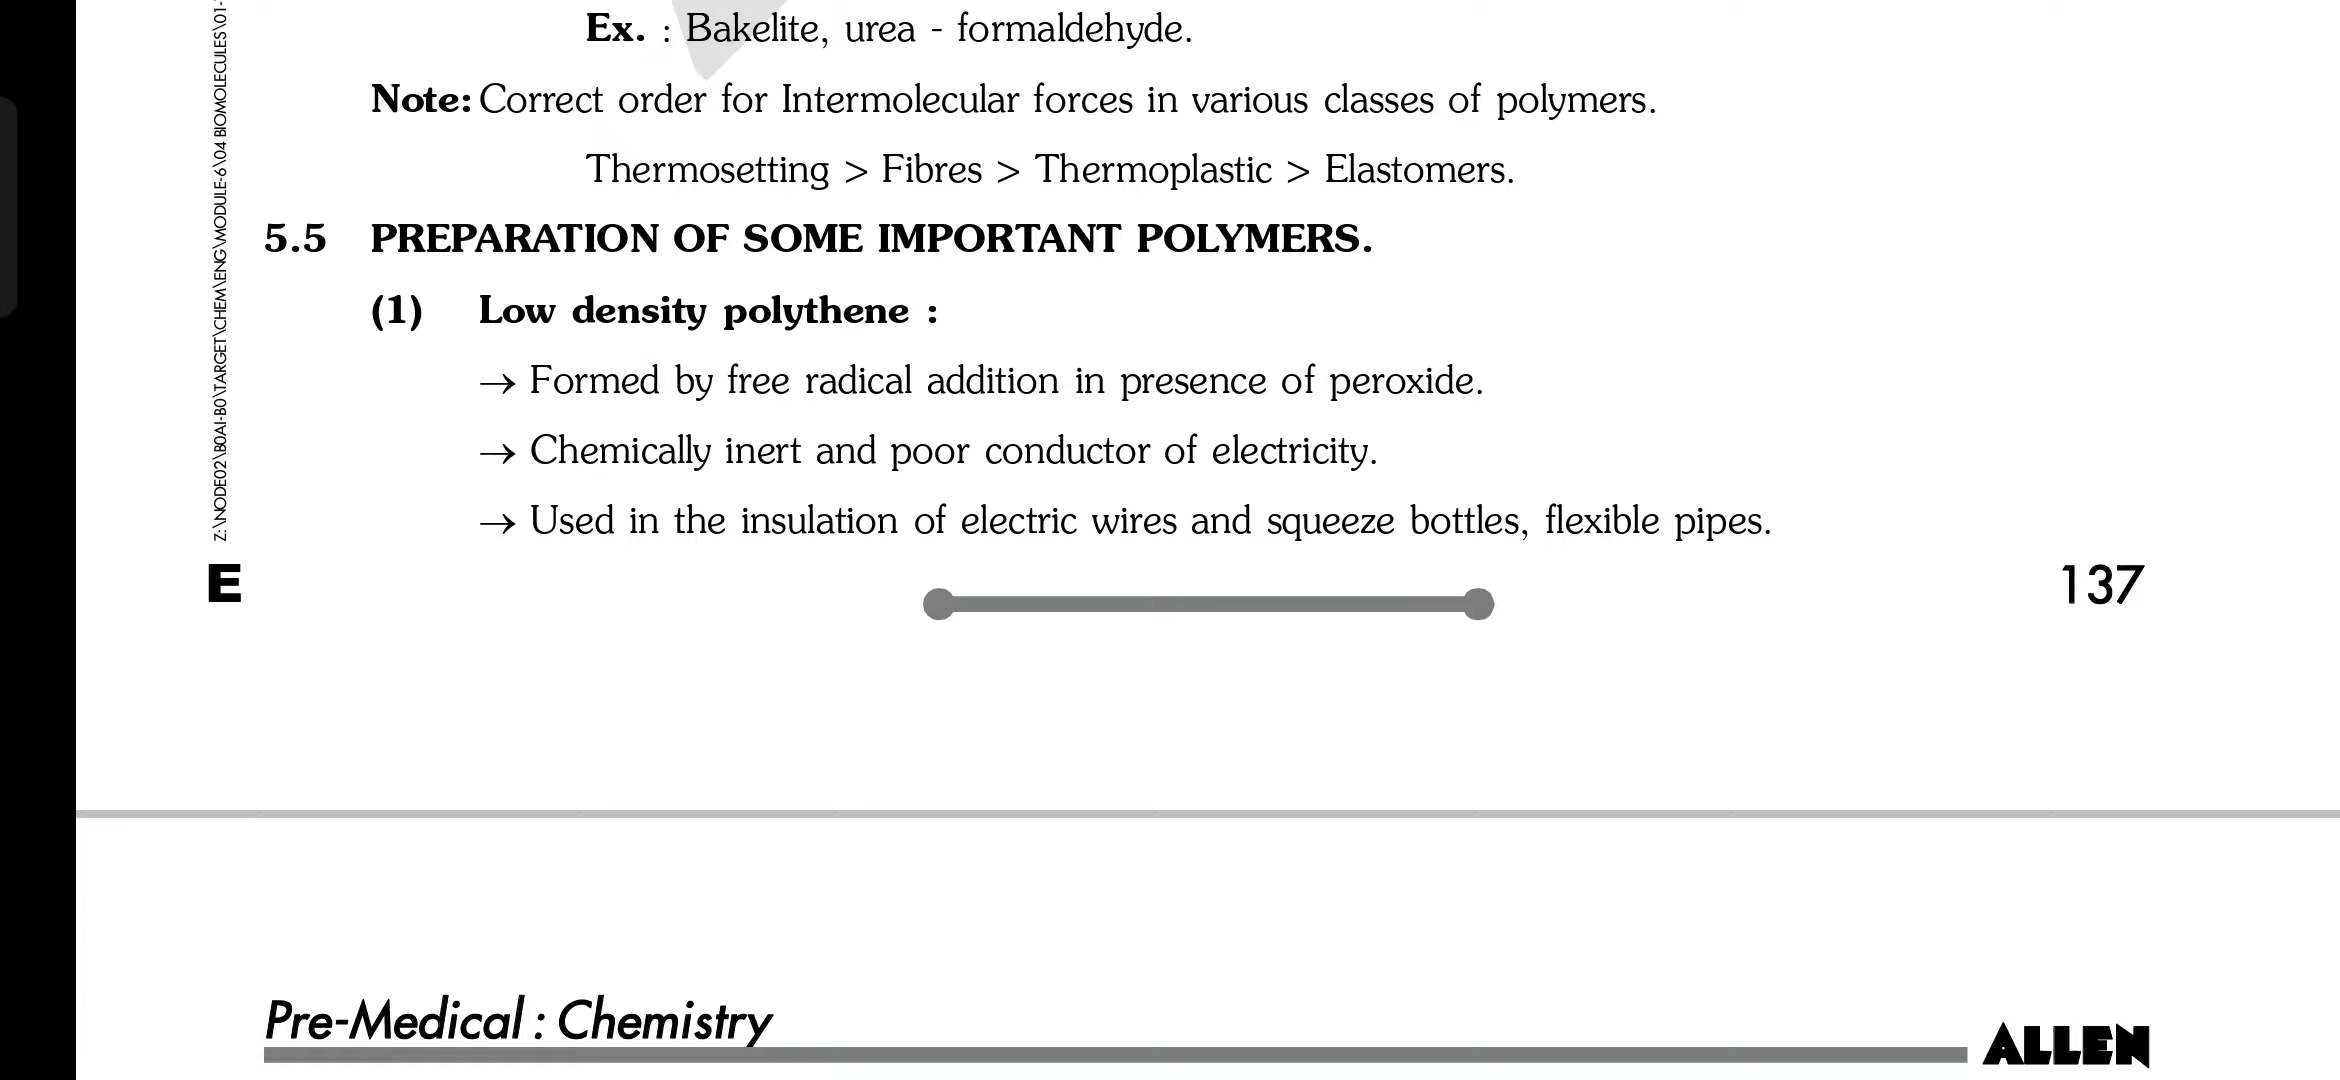 Ex. : Bakelite, urea - formaldehyde.
Note: Correct order for Intermolecular forces in various classes of polymers.
Thermosetting > Fibres > Thermoplastic > Elastomers.
5.5 PREPARATION OF SOME IMPORTANT POLYMERS.
(1) Low density polythene :
→ Formed by free radical addition in presence of peroxide.
→ Chemically inert and poor conductor of electricity.
→ Used in the insulation of electric wires and squeeze bottles, flexible pipes.
Z:\NODE02\B0AI-B0\TARGET\CHEM\ENG\MODULE-6\04 BIOMOLECULES\01-
E
137
Pre-Medical : Chemistry
ALLEN